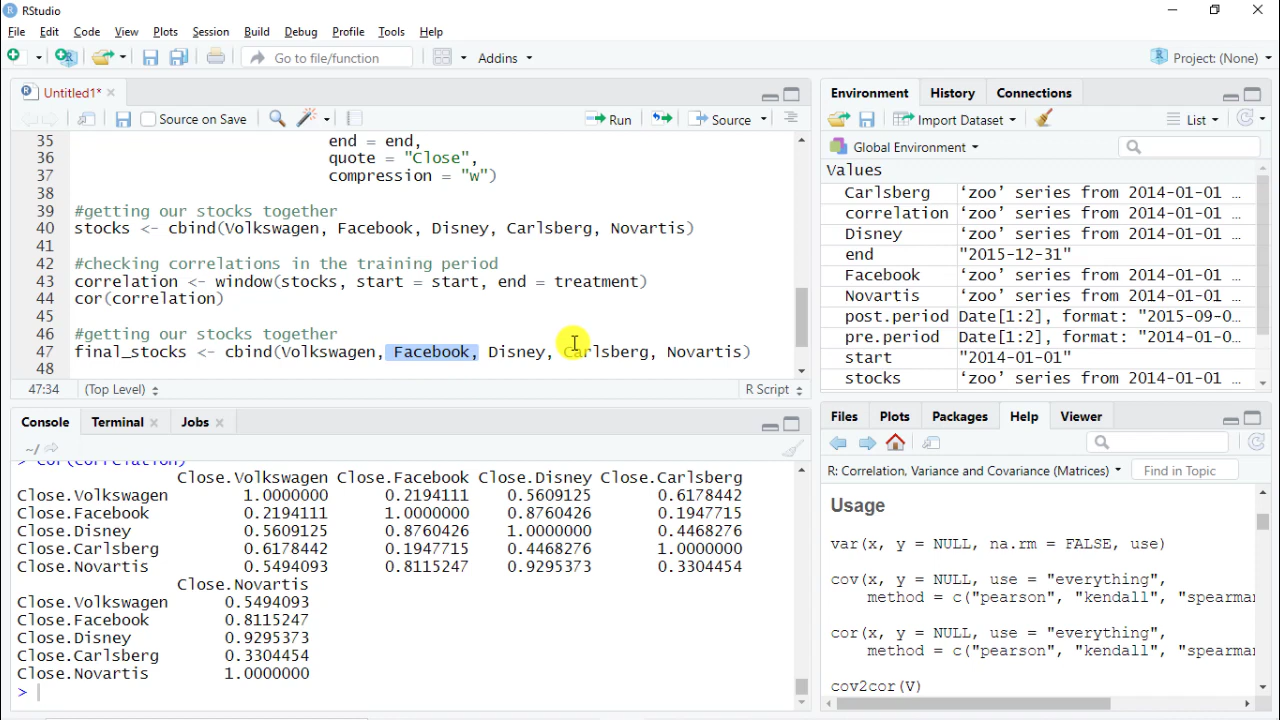 RStudio
File Edit Code View Plots Session Build Debug Profile Tools Help
Go to file/function Addins Project: (None)
Untitled1*
Source on Save Run Source
35 end = end,
36 quote = "Close",
37 compression = "w")
38
39 #getting our stocks together
40 stocks <- cbind(Volkswagen, Facebook, Disney, Carlsberg, Novartis)
41
42 #checking correlations in the training period
43 correlation <- window(stocks, start = start, end = treatment)
44 cor(correlation)
45
46 #getting our stocks together
47 final_stocks <- cbind(Volkswagen, Facebook, Disney, Carlsberg, Novartis)
48
47:34 (Top Level) R Script
Console Terminal Jobs
~/
> cor(correlation)
Close.Volkswagen Close.Facebook Close.Disney Close.Carlsberg
Close.Volkswagen 1.0000000 0.2194111 0.5609125 0.6178442
Close.Facebook 0.2194111 1.0000000 0.8760426 0.1947715
Close.Disney 0.5609125 0.8760426 1.0000000 0.4468276
Close.Carlsberg 0.6178442 0.1947715 0.4468276 1.0000000
Close.Novartis 0.5494093 0.8115247 0.9295373 0.3304454
Close.Novartis
Close.Volkswagen 0.5494093
Close.Facebook 0.8115247
Close.Disney 0.9295373
Close.Carlsberg 0.3304454
Close.Novartis 1.0000000
>
Environment History Connections
Import Dataset List
Global Environment
Values
Carlsberg ‘zoo’ series from 2014-01-01 …
correlation ‘zoo’ series from 2014-01-01 …
Disney ‘zoo’ series from 2014-01-01 …
end "2015-12-31"
Facebook ‘zoo’ series from 2014-01-01 …
Novartis ‘zoo’ series from 2014-01-01 …
post.period Date[1:2], format: "2015-09-0…
pre.period Date[1:2], format: "2014-01-0…
start "2014-01-01"
stocks ‘zoo’ series from 2014-01-01 …
Files Plots Packages Help Viewer
R: Correlation, Variance and Covariance (Matrices) Find in Topic
Usage
var(x, y = NULL, na.rm = FALSE, use)
cov(x, y = NULL, use = "everything",
method = c("pearson", "kendall", "spearma
cor(x, y = NULL, use = "everything",
method = c("pearson", "kendall", "spearma
cov2cor(V)